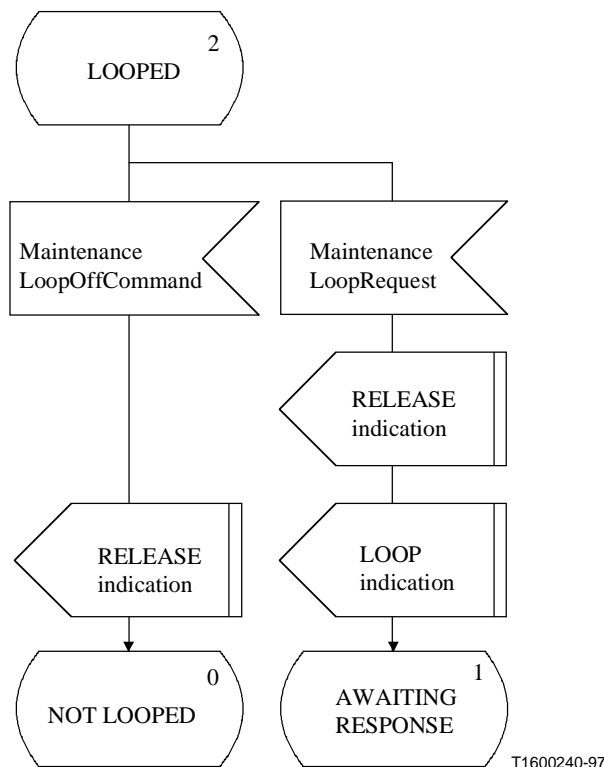 2
LOOPED
Maintenance
LoopOffCommand
Maintenance
LoopRequest
RELEASE
indication
RELEASE
indication
LOOP
indication
0
NOT LOOPED
1
AWAITING
RESPONSE
T1600240-97